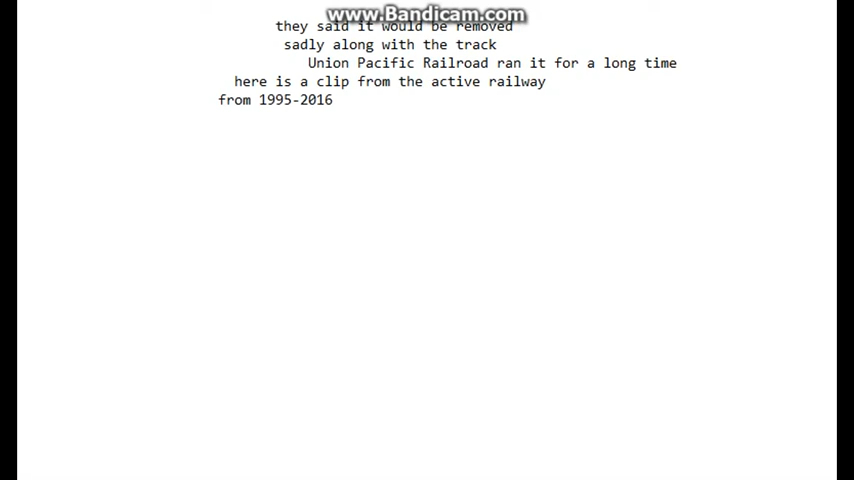 www.Bandicam.com
they said it would be removed
sadly along with the track
Union Pacific Railroad ran it for a long time
here is a clip from the active railway
from 1995-2016